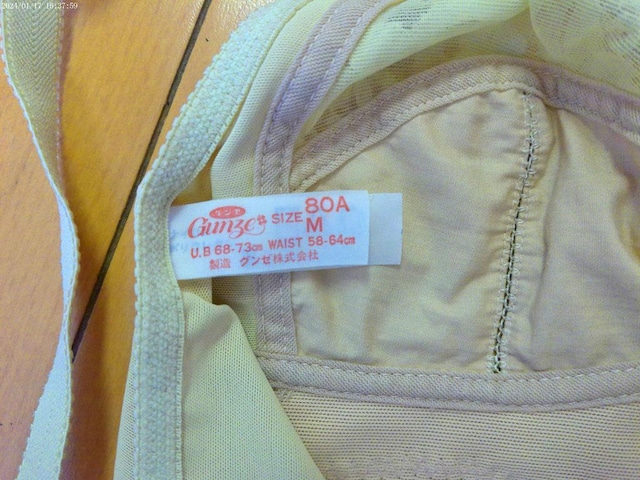 2024/01/17 16:37:59
グンゼ
Gunze SIZE 80A
M
U.B 68-73cm WAIST 58-64cm
製造 グンゼ株式会社